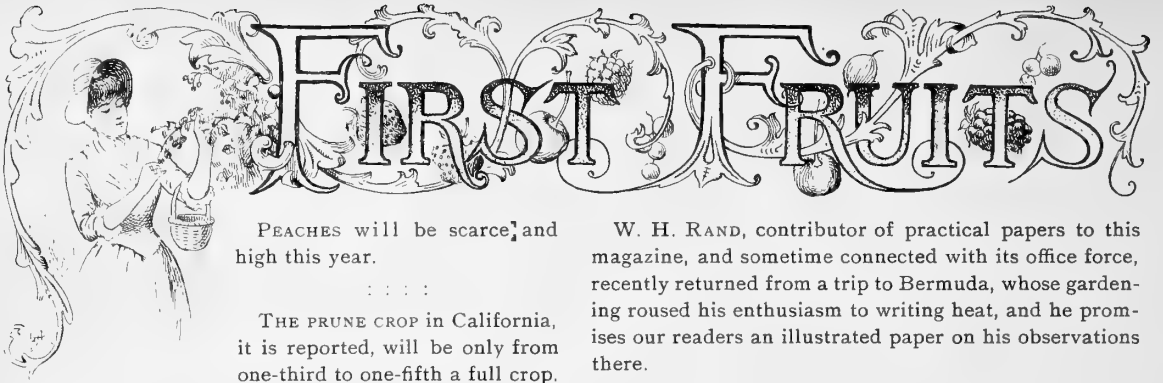 FIRST FRUITS
PEACHES will be scarce; and
high this year.
: : : :
THE PRUNE CROP in California,
it is reported, will be only from
one-third to one-fifth a full crop.
W. H. RAND, contributor of practical papers to this
magazine, and sometime connected with its office force,
recently returned from a trip to Bermuda, whose garden-
ing roused his enthusiasm to writing heat, and he prom-
ises our readers an illustrated paper on his observations
there.